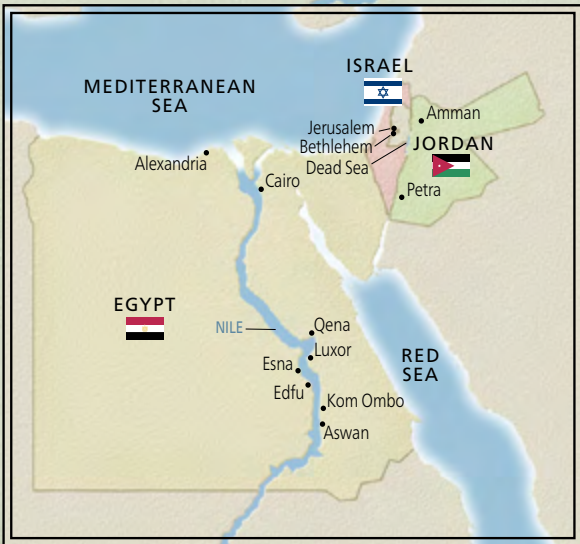 ISRAEL
MEDITERRANEAN
SEA
Amman
Jerusalem
Bethlehem
JORDAN
Dead Sea
Alexandria
Cairo
Petra
EGYPT
NILE
Qena
Luxor
RED
SEA
Esna
Edfu
Kom Ombo
Aswan